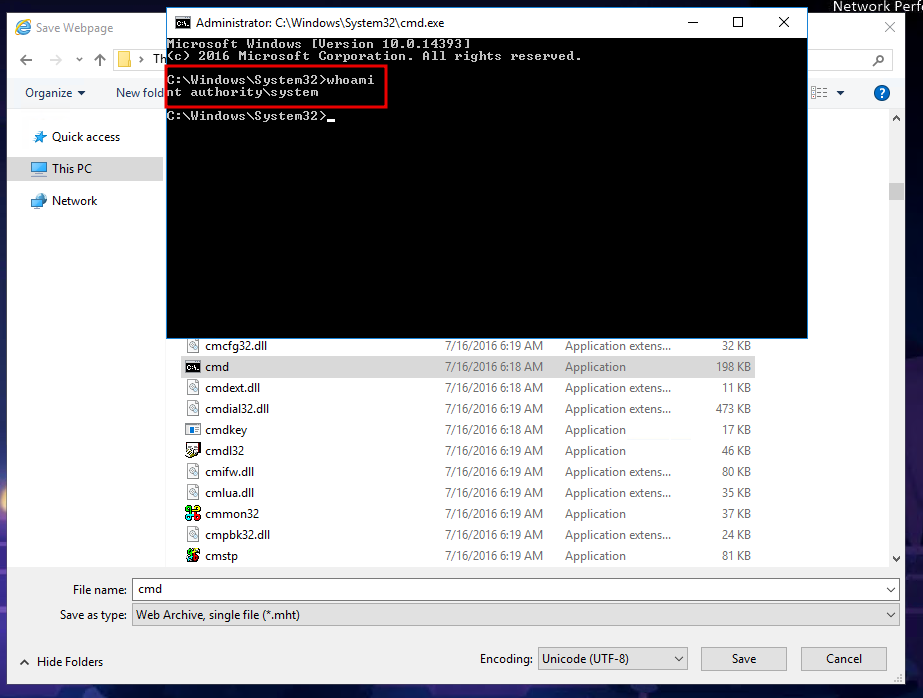 Network Perfo
Save Webpage
Administrator: C:\Windows\System32\cmd.exe
Microsoft Windows [Version 10.0.14393]
(c) 2016 Microsoft Corporation. All rights reserved.
C:\Windows\System32>whoami
nt authority\system
C:\Windows\System32>
Th
Organize
New fold
Quick access
This PC
Network
cmcfg32.dll 7/16/2016 6:19 AM Application extens... 32 KB
cmd 7/16/2016 6:18 AM Application 198 KB
cmdext.dll 7/16/2016 6:19 AM Application extens... 11 KB
cmdial32.dll 7/16/2016 6:19 AM Application extens... 473 KB
cmdkey 7/16/2016 6:18 AM Application 17 KB
cmdl32 7/16/2016 6:19 AM Application 46 KB
cmifw.dll 7/16/2016 6:19 AM Application extens... 80 KB
cmlua.dll 7/16/2016 6:19 AM Application extens... 35 KB
cmmon32 7/16/2016 6:19 AM Application 37 KB
cmpbk32.dll 7/16/2016 6:19 AM Application extens... 24 KB
cmstp 7/16/2016 6:19 AM Application 81 KB
File name: cmd
Save as type: Web Archive, single file (*.mht)
Hide Folders
Encoding: Unicode (UTF-8) Save Cancel